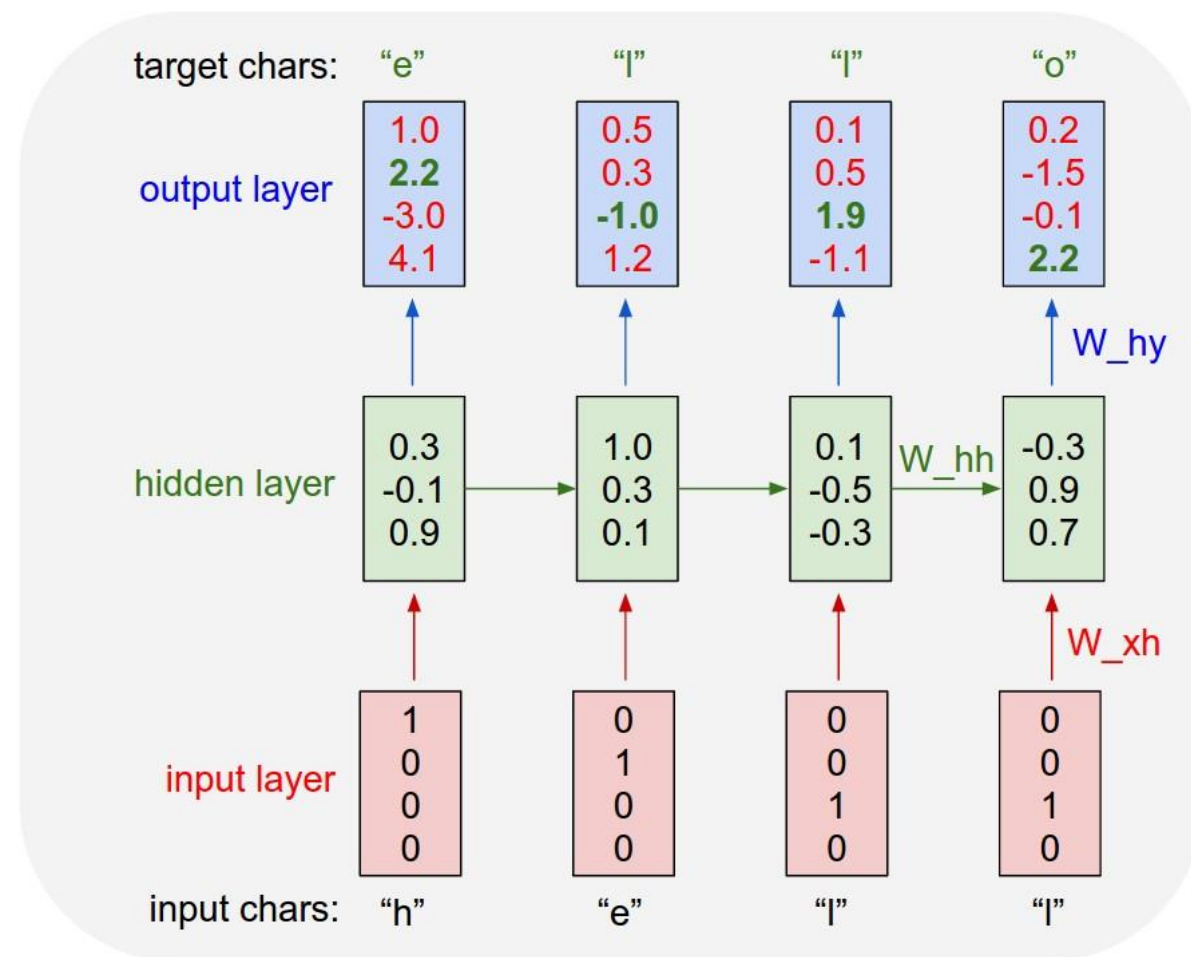 target chars: “e” “l” “l” “o”
1.0 0.5 0.1 0.2
2.2 0.3 0.5 -1.5
output layer
-3.0 -1.0 1.9 -0.1
4.1 1.2 -1.1 2.2
W_hy
0.3 1.0 0.1 W_hh -0.3
hidden layer -0.1 0.3 -0.5 0.9
0.9 0.1 -0.3 0.7
W_xh
1 0 0 0
0 1 0 0
input layer
0 0 1 1
0 0 0 0
input chars: “h” “e” “l” “l”